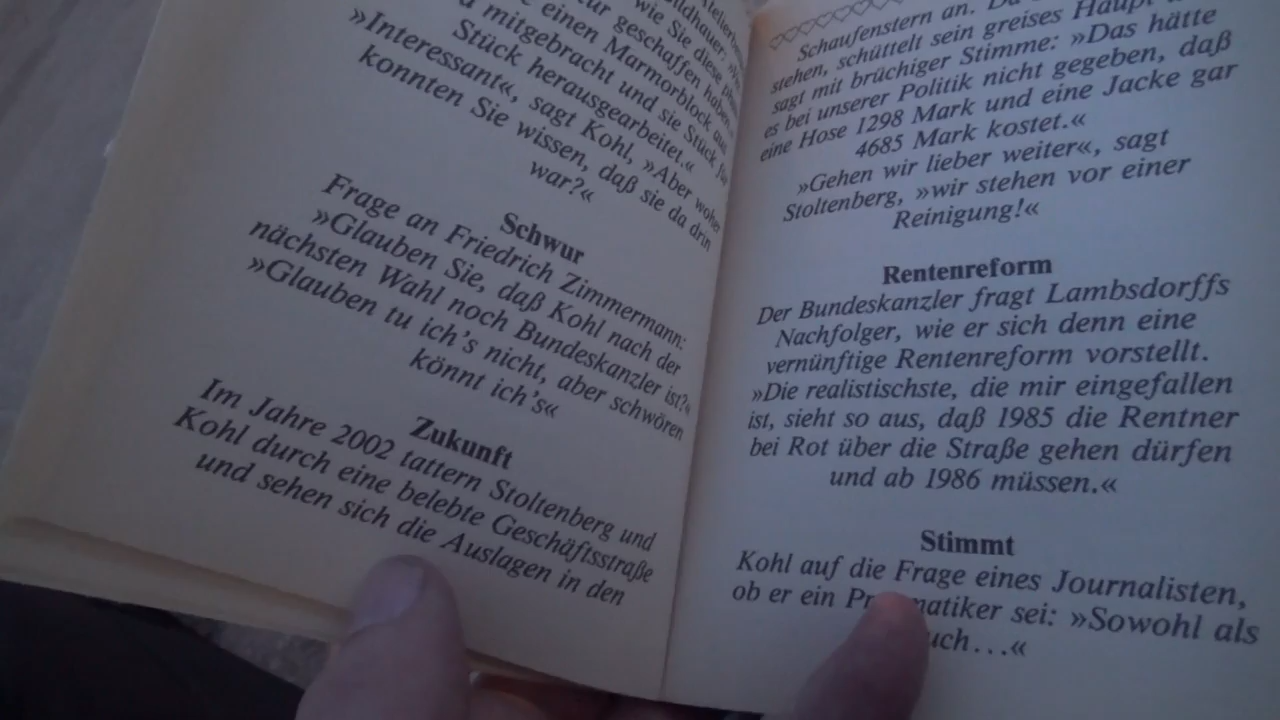 wie Sie diese
geschaffen haben
einen Marmorblock aus
mitgebracht und sie Stück für
Stück herausgearbeitet.«
»Interessant«, sagt Kohl, »Aber woher
konnten Sie wissen, daß sie da drin
war?«
Schwur
Frage an Friedrich Zimmermann:
»Glauben Sie, daß Kohl nach der
nächsten Wahl noch Bundeskanzler ist?«
»Glauben tu ich's nicht, aber schwören
könnt ich's«
Zukunft
Im Jahre 2002 tattern Stoltenberg und
Kohl durch eine belebte Geschäftsstraße
und sehen sich die Auslagen in den
Schaufenstern an.
stehen, schüttelt sein greises Haupt
sagt mit brüchiger Stimme: »Das hätte
es bei unserer Politik nicht gegeben, daß
eine Hose 1298 Mark und eine Jacke gar
4685 Mark kostet.«
»Gehen wir lieber weiter«, sagt
Stoltenberg, »wir stehen vor einer
Reinigung!«
Rentenreform
Der Bundeskanzler fragt Lambsdorffs
Nachfolger, wie er sich denn eine
vernünftige Rentenreform vorstellt.
»Die realistischste, die mir eingefallen
ist, sieht so aus, daß 1985 die Rentner
bei Rot über die Straße gehen dürfen
und ab 1986 müssen.«
Stimmt
Kohl auf die Frage eines Journalisten,
ob er ein sei: »Sowohl als